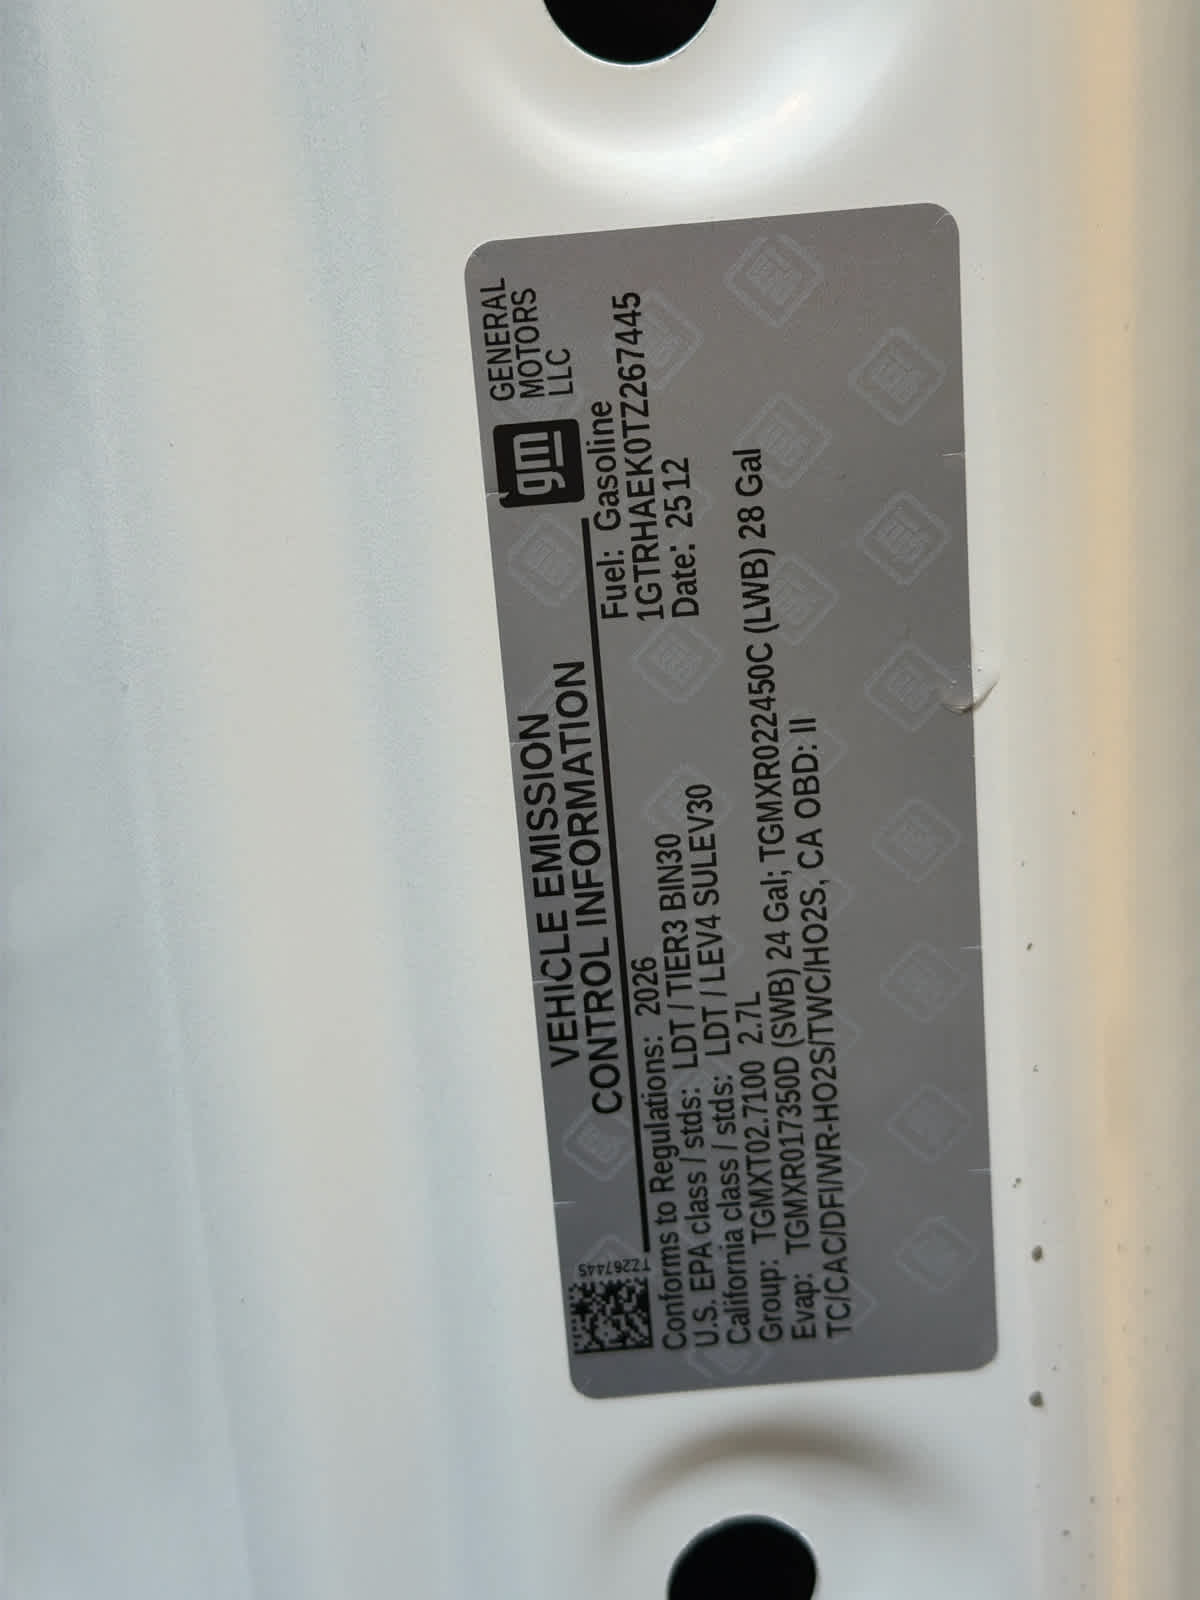 VEHICLE EMISSION
CONTROL INFORMATION
gm
GENERAL
MOTORS
LLC
TZ267445
Conforms to Regulations: 2026
Fuel: Gasoline
U.S. EPA class / stds: LDT / TIER3 BIN30
1GTRHAEK0TZ267445
California class / stds: LDT / LEV4 SULEV30
Date: 2512
Group: TGMXT02.7100 2.7L
Evap: TGMXR017350D (SWB) 24 Gal; TGMXR022450C (LWB) 28 Gal
TC/CAC/DFI/WR-HO2S/TWC/HO2S, CA OBD: II